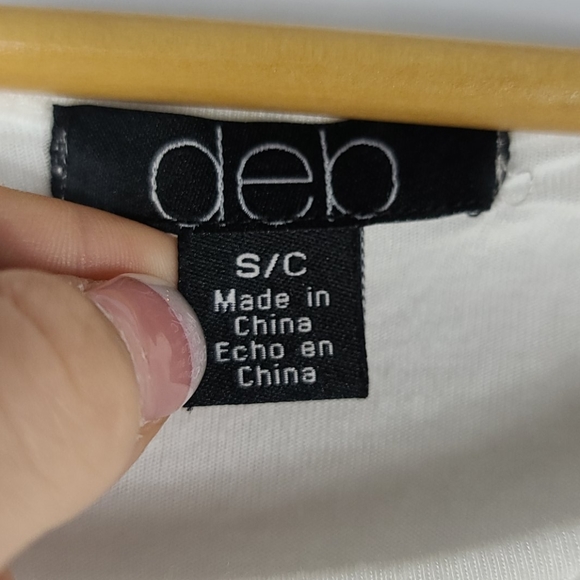 deb
S/C
Made in
China
Echo en
China